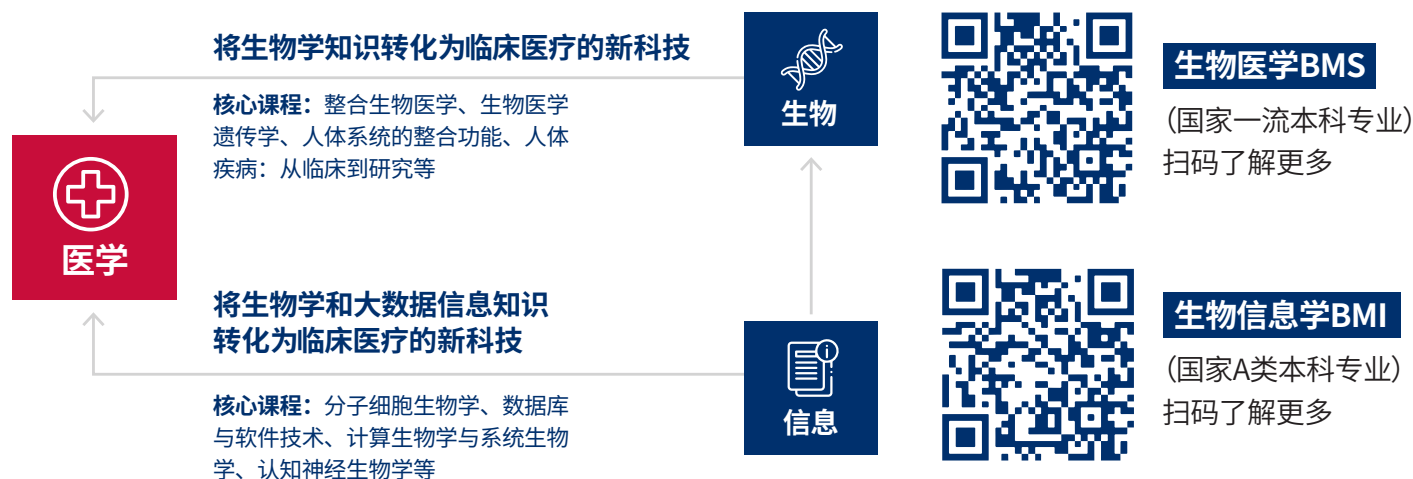 将生物学知识转化为临床医疗的新科技
核心课程：整合生物医学、生物医学
遗传学、人体系统的整合功能、人体
疾病：从临床到研究等
生物
生物医学BMS
（国家一流本科专业）
扫码了解更多
医学
将生物学和大数据信息知识
转化为临床医疗的新科技
核心课程：分子细胞生物学、数据库
与软件技术、计算生物学与系统生物
学、认知神经生物学等
信息
生物信息学BMI
（国家A类本科专业）
扫码了解更多